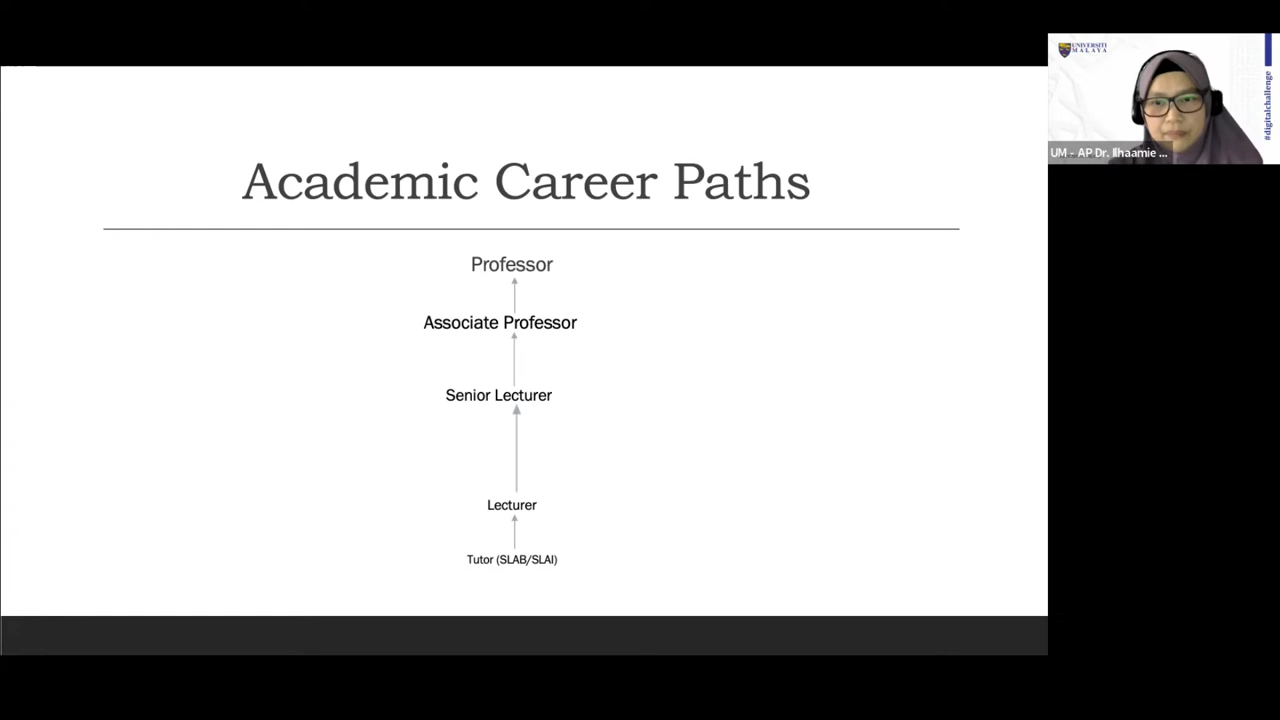 Academic Career Paths
Professor
Associate Professor
Senior Lecturer
Lecturer
Tutor (SLAB/SLAI)
UNIVERSITI
MALAYA
#digitalchallenge
UM - AP Dr. Ilhaamie ...